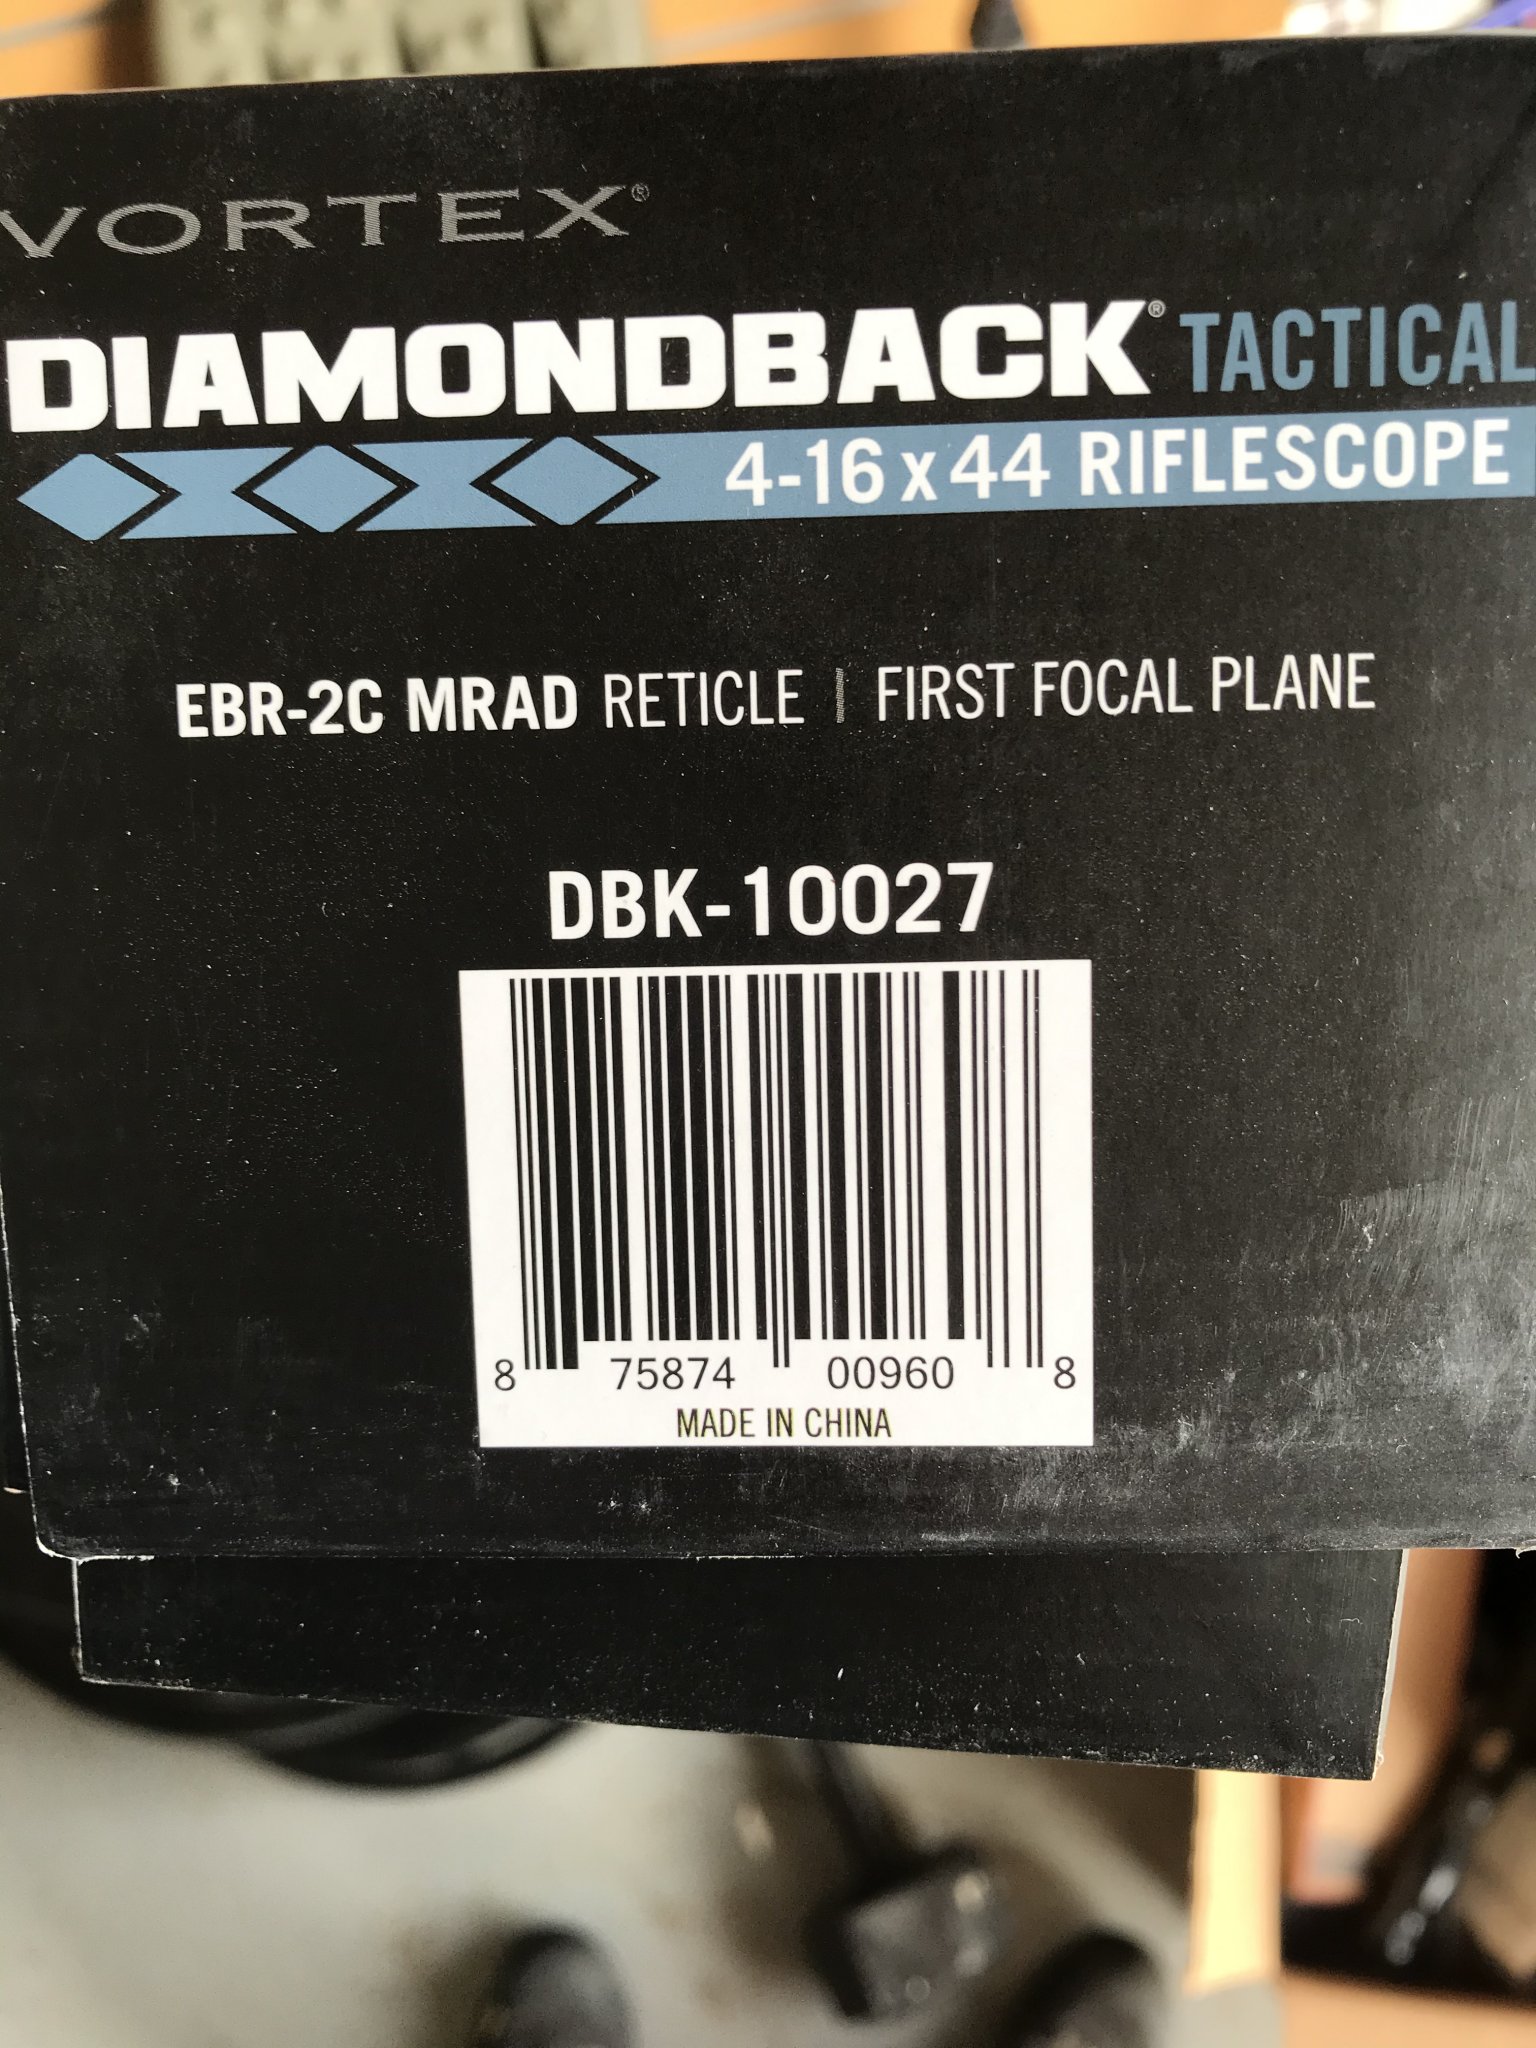 VORTEX®
DIAMONDBACK® TACTICAL
4-16 x 44 RIFLESCOPE
EBR-2C MRAD RETICLE | FIRST FOCAL PLANE
DBK-10027
8 75874 00960 8
MADE IN CHINA